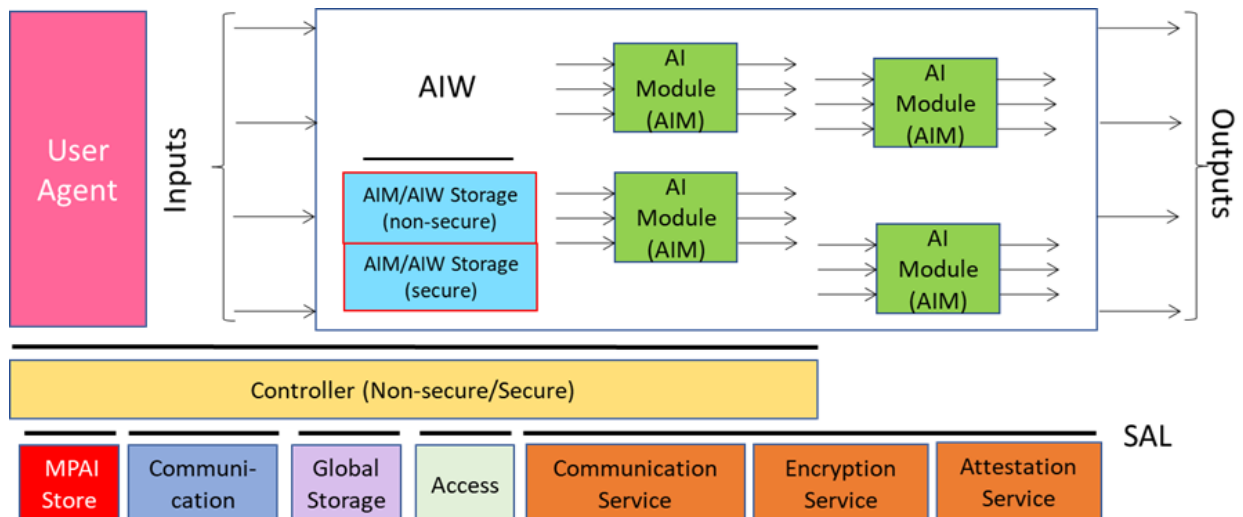 User
Agent
Inputs
AIW
AIM/AIW Storage
(non-secure)
AIM/AIW Storage
(secure)
AI
Module
(AIM)
AI
Module
(AIM)
AI
Module
(AIM)
AI
Module
(AIM)
Outputs
Controller (Non-secure/Secure)
MPAI
Store
Communi-
cation
Global
Storage
Access
Communication
Service
Encryption
Service
Attestation
Service
SAL